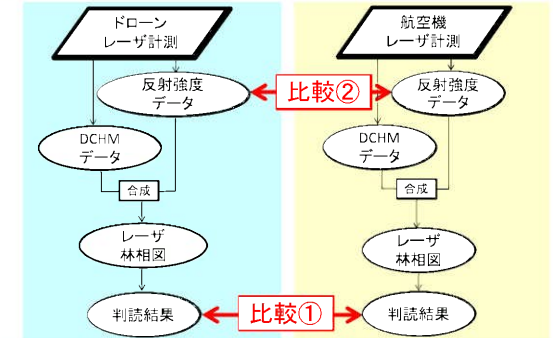 ドローン
レーザ計測
反射強度
データ
DCHM
データ
合成
レーザ
林相図
判読結果
比較②
比較①
航空機
レーザ計測
反射強度
データ
DCHM
データ
合成
レーザ
林相図
判読結果